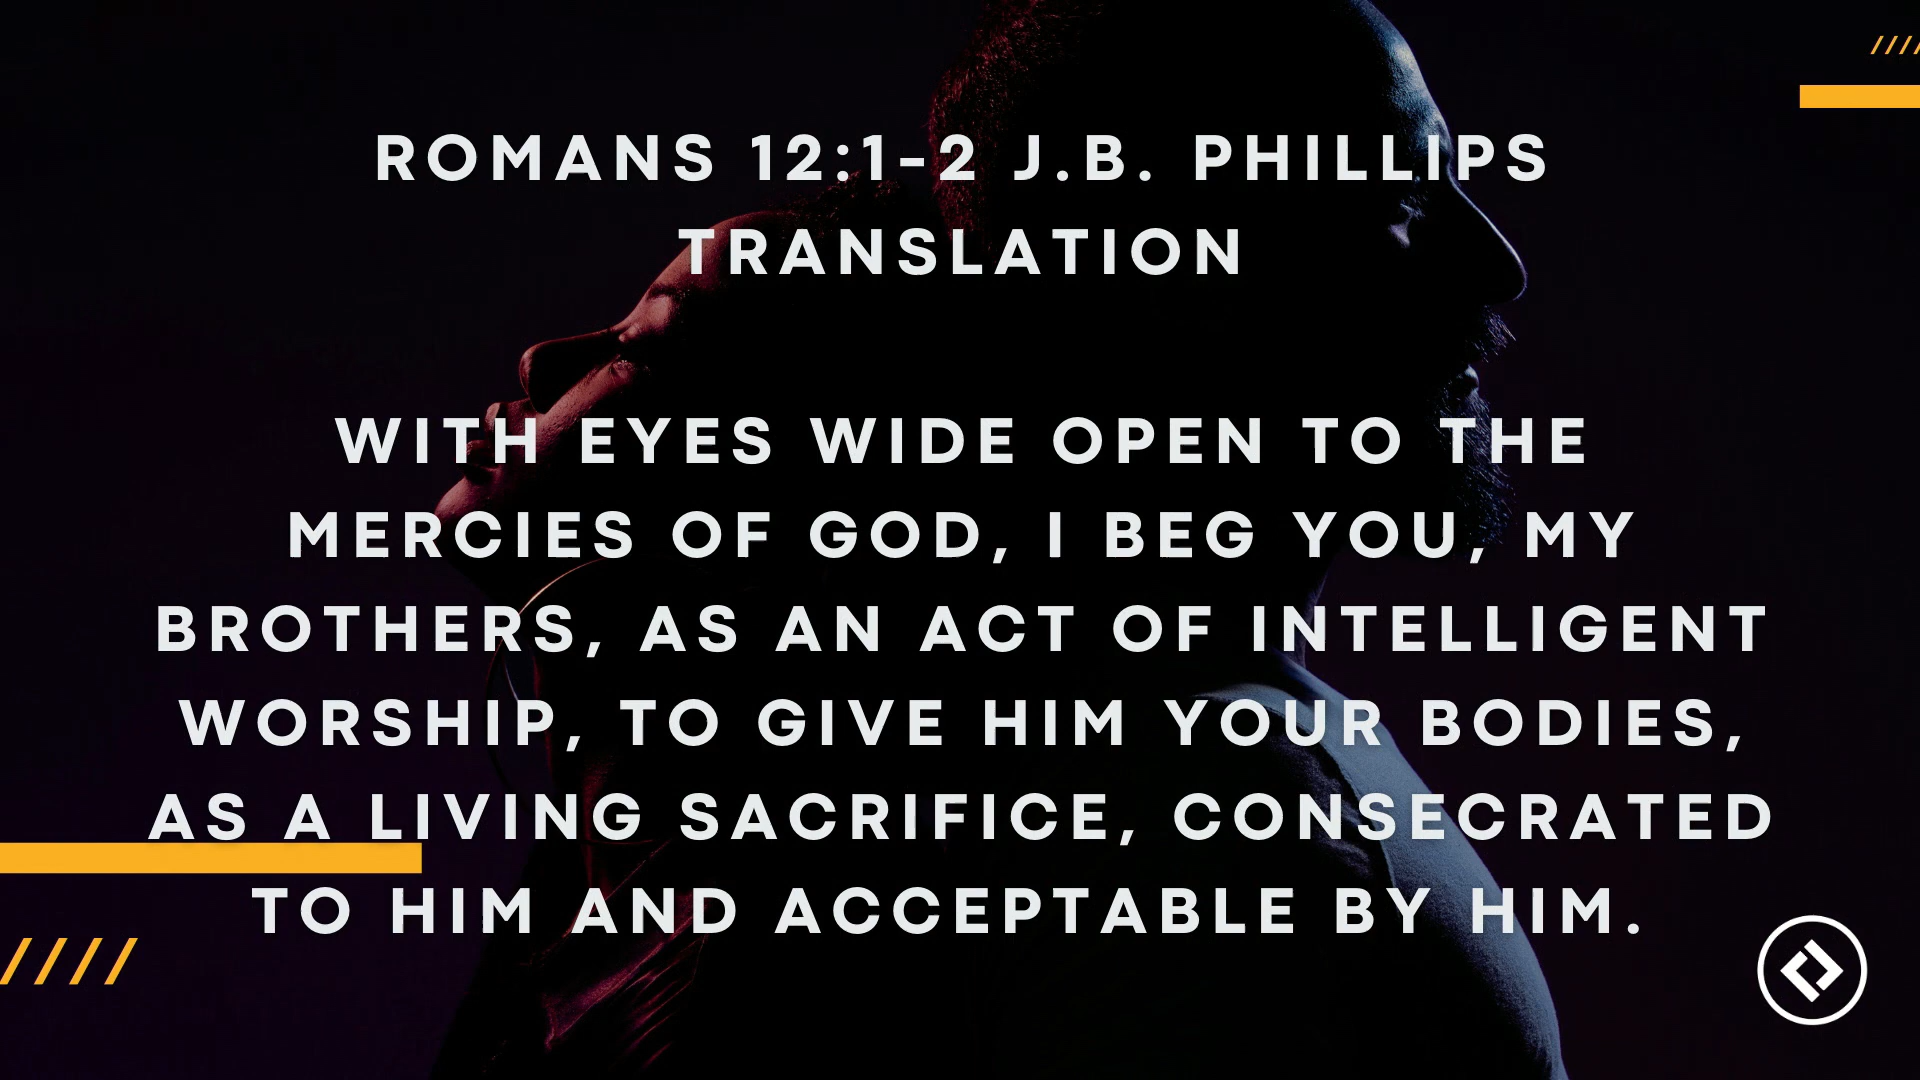 ROMANS 12:1-2 J.B. PHILLIPS
TRANSLATION
WITH EYES WIDE OPEN TO THE
MERCIES OF GOD, I BEG YOU, MY
BROTHERS, AS AN ACT OF INTELLIGENT
WORSHIP, TO GIVE HIM YOUR BODIES,
AS A LIVING SACRIFICE, CONSECRATED
TO HIM AND ACCEPTABLE BY HIM.